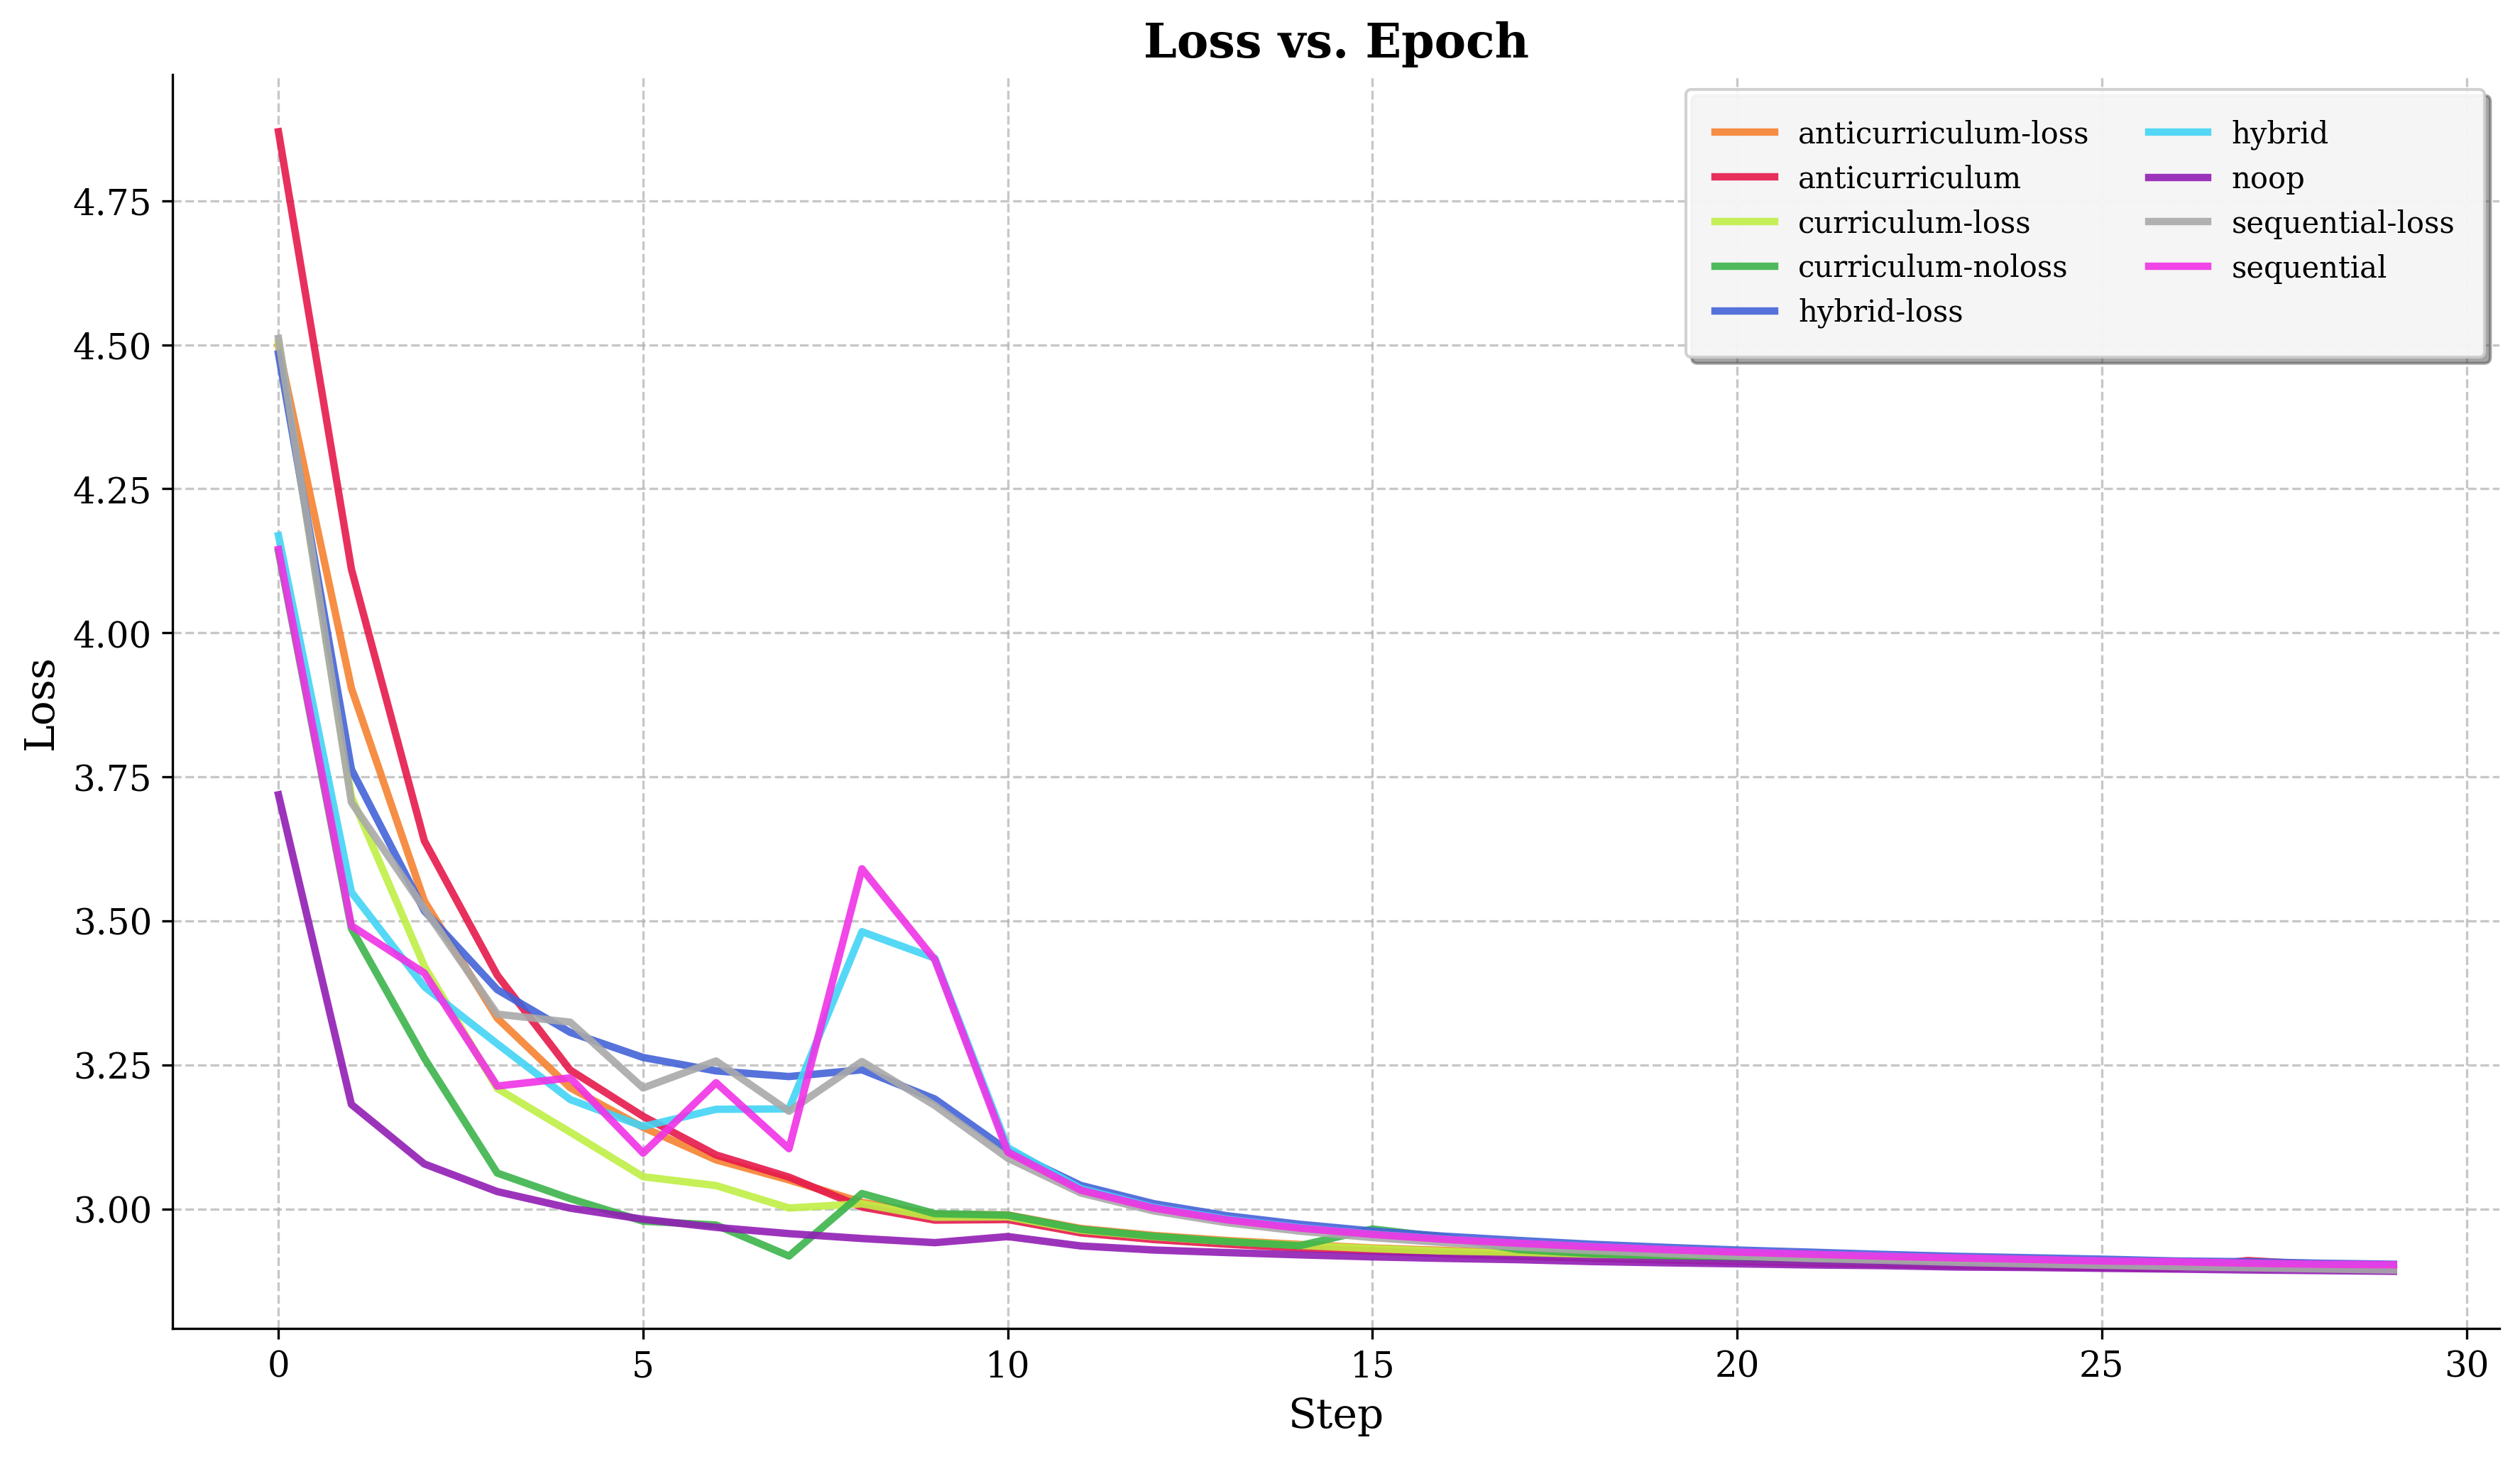 Loss vs. Epoch
anticurriculum-loss
anticurriculum
curriculum-loss
curriculum-noloss
hybrid-loss
hybrid
noop
sequential-loss
sequential
Loss
4.75
4.50
4.25
4.00
3.75
3.50
3.25
3.00
0 5 10 15 20 25 30
Step